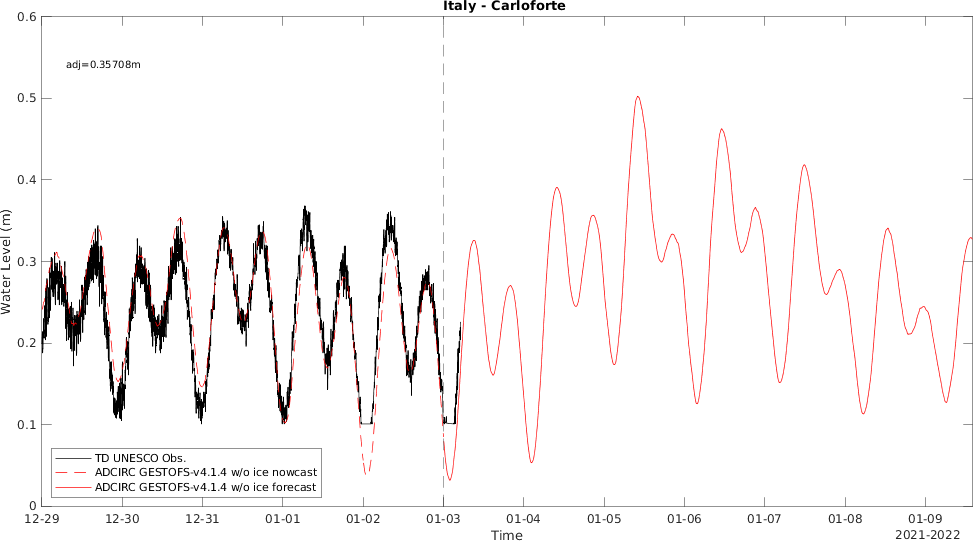 Italy - Carloforte
adj=0.35708m
Water Level (m)
0.6
0.5
0.4
0.3
0.2
0.1
0
TD UNESCO Obs.
ADCIRC GESTOFS-v4.1.4 w/o ice nowcast
ADCIRC GESTOFS-v4.1.4 w/o ice forecast
12-29 12-30 12-31 01-01 01-02 01-03 01-04 01-05 01-06 01-07 01-08 01-09
2021-2022
Time